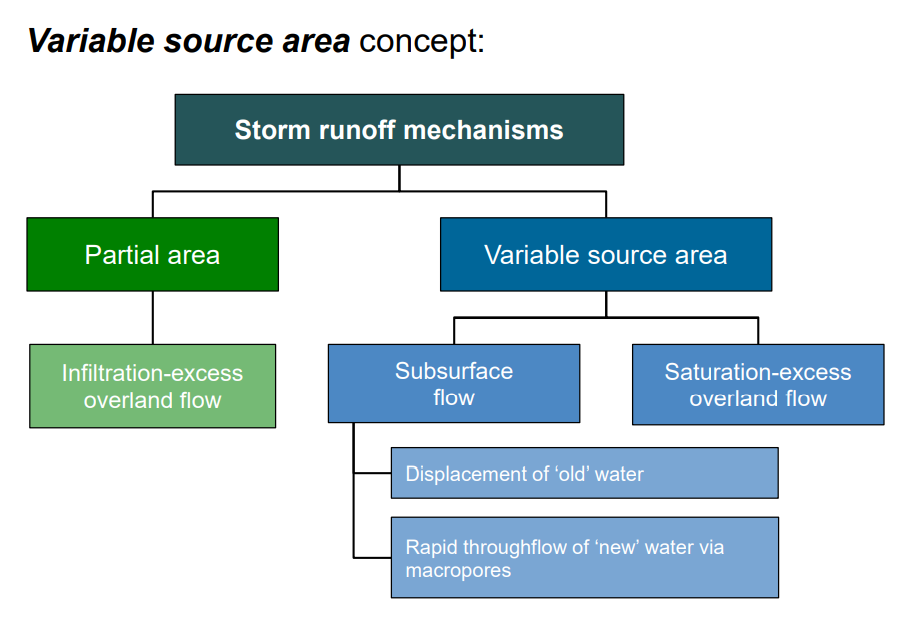 Variable source area concept:
Storm runoff mechanisms
Partial area
Variable source area
Infiltration-excess
overland flow
Subsurface
flow
Saturation-excess
overland flow
Displacement of ‘old’ water
Rapid throughflow of ‘new’ water via
macropores